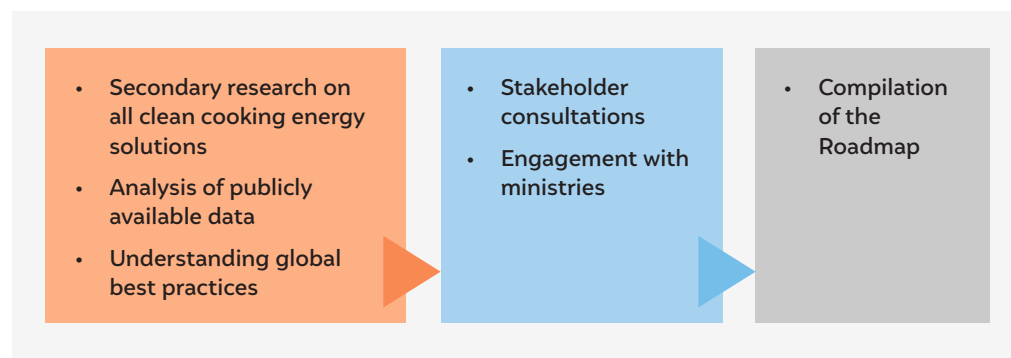 • Secondary research on
all clean cooking energy
solutions
• Analysis of publicly
available data
• Understanding global
best practices
• Stakeholder
consultations
• Engagement with
ministries
• Compilation
of the
Roadmap